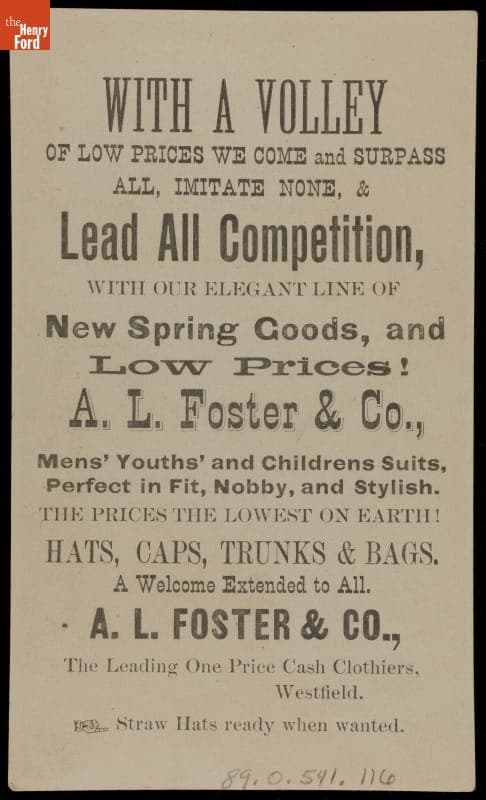 the
Henry
Ford
WITH A VOLLEY
OF LOW PRICES WE COME and SURPASS
ALL, IMITATE NONE, &
Lead All Competition,
WITH OUR ELEGANT LINE OF
New Spring Goods, and
Low Prices!
A. L. Foster & Co.,
Mens' Youths' and Childrens Suits,
Perfect in Fit, Nobby, and Stylish.
THE PRICES THE LOWEST ON EARTH!
HATS, CAPS, TRUNKS & BAGS.
A Welcome Extended to All.
A. L. FOSTER & CO.,
The Leading One Price Cash Clothiers,
Westfield.
☞ Straw Hats ready when wanted.
89.0.541.116